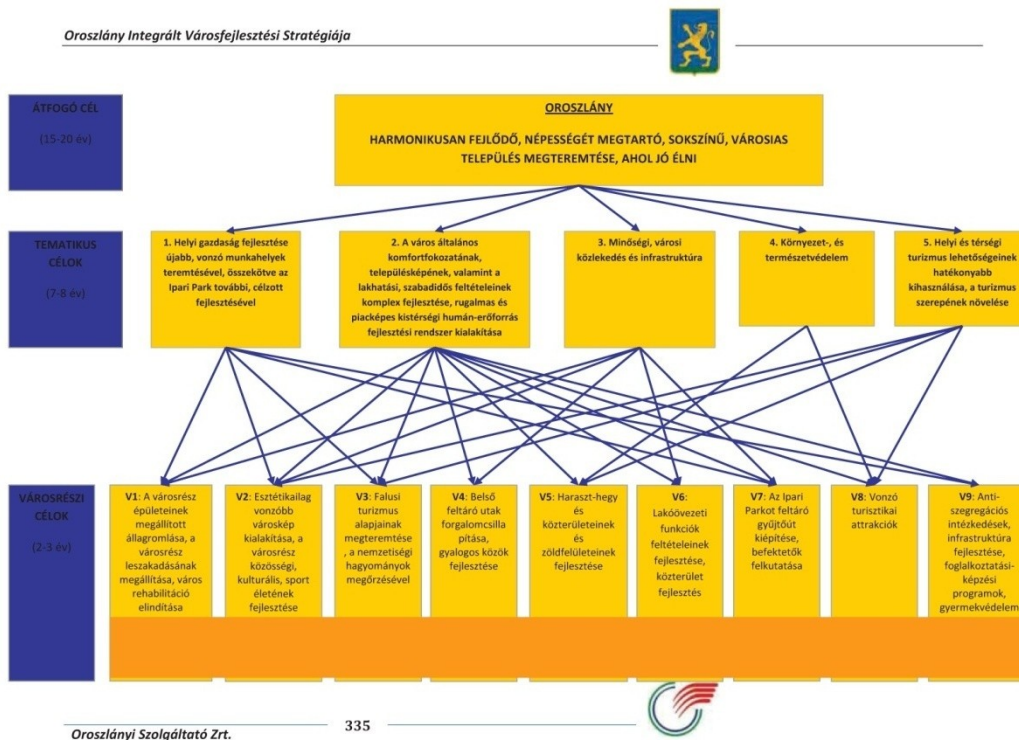 Oroszlány Integrált Városfejlesztési Stratégiája
ÁTFOGÓ CÉL
(15-20 év)
OROSZLÁNY
HARMONIKUSAN FEJLŐDŐ, NÉPESSÉGÉT MEGTARTÓ, SOKSZÍNŰ, VÁROSIAS
TELEPÜLÉS MEGTEREMTÉSE, AHOL JÓ ÉLNI
TEMATIKUS
CÉLOK
(7-8 év)
1. Helyi gazdaság fejlesztése
újabb, vonzó munkahelyek
teremtésével, összekötve az
Ipari Park további, célzott
fejlesztésével
2. A város általános
komfortfokozatának,
településképének, valamint a
lakhatási, szabadidős feltételeinek
komplex fejlesztése, rugalmas és
piacképes kistérségi humán-erőforrás
fejlesztési rendszer kialakítása
3. Minőségi, városi
közlekedés és infrastruktúra
4. Környezet-, és
természetvédelem
5. Helyi és térségi
turizmus lehetőségeinek
hatékonyabb
kihasználása, a turizmus
szerepének növelése
VÁROSRÉSZI
CÉLOK
(2-3 év)
V1: A városrész
épületeinek
megállított
állagromlása, a
városrész
leszakadásának
megállítása, város
rehabilitáció
elindítása
V2: Esztétikailag
vonzóbb
városkép
kialakítása, a
városrész
közösségi,
kulturális, sport
életének
fejlesztése
V3: Falusi
turizmus
alapjainak
megteremtése
, a nemzetiségi
hagyományok
megőrzésével
V4: Belső
feltáró utak
forgalomcsilla
pítása,
gyalogos közök
fejlesztése
V5: Haraszt-hegy
és
közterületeinek
és
zöldfelületeinek
fejlesztése
V6:
Lakóövezeti
funkciók
feltételeinek
fejlesztése,
közterület
fejlesztés
V7: Az Ipari
Parkot feltáró
gyűjtőút
kiépítése,
befektetők
felkutatása
V8: Vonzó
turisztikai
attrakciók
V9: Anti-
szegregációs
intézkedések,
infrastruktúra
fejlesztése,
foglalkoztatási-
képzési
programok,
gyermekvédelem
335
Oroszlányi Szolgáltató Zrt.